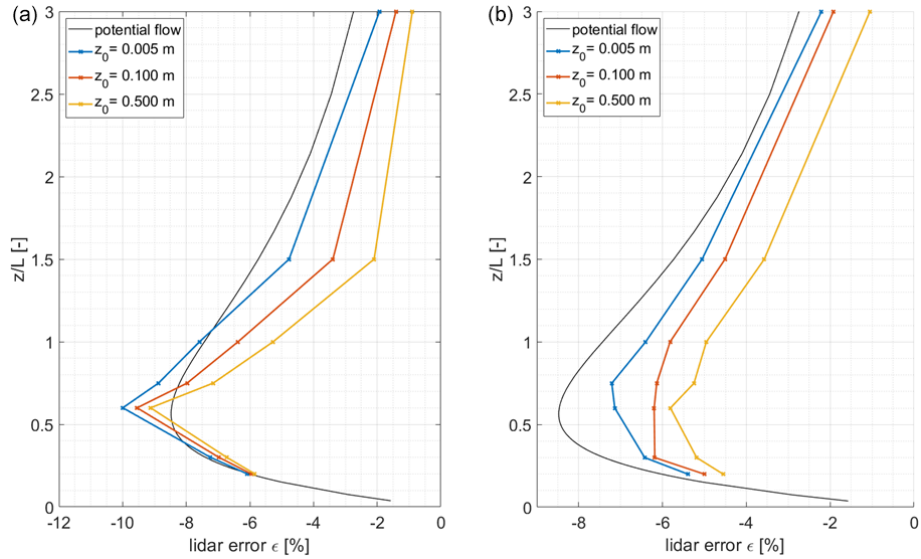 (a)
potential flow
z0= 0.005 m
z0= 0.100 m
z0= 0.500 m
3
2.5
2
1.5
1
0.5
0
z/L [-]
-12 -10 -8 -6 -4 -2 0
lidar error ϵ [%]
(b)
potential flow
z0= 0.005 m
z0= 0.100 m
z0= 0.500 m
3
2.5
2
1.5
1
0.5
0
z/L [-]
-8 -6 -4 -2 0
lidar error ϵ [%]